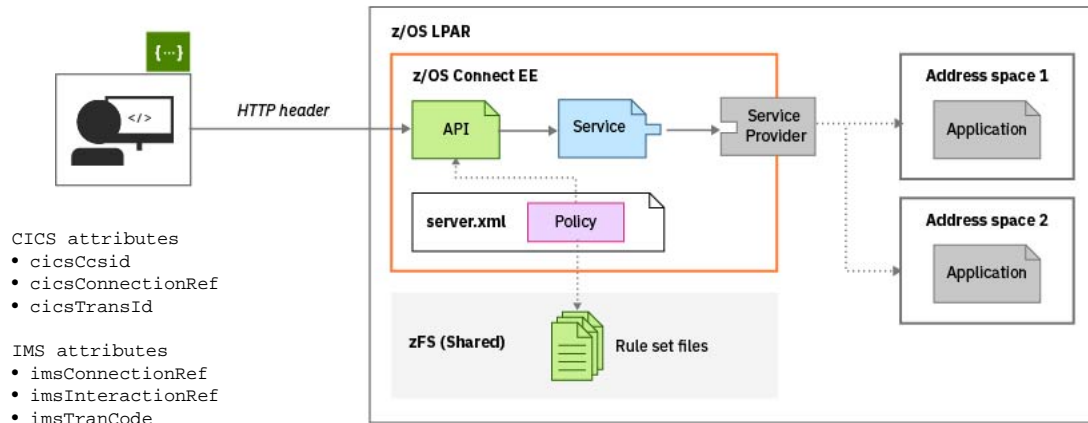 {...}
</>
HTTP header
z/OS LPAR
z/OS Connect EE
API
Service
Service
Provider
server.xml
Policy
zFS (Shared)
Rule set files
Address space 1
Application
Address space 2
Application
CICS attributes
• cicsCcsid
• cicsConnectionRef
• cicsTransId
IMS attributes
• imsConnectionRef
• imsInteractionRef
• imsTranCode